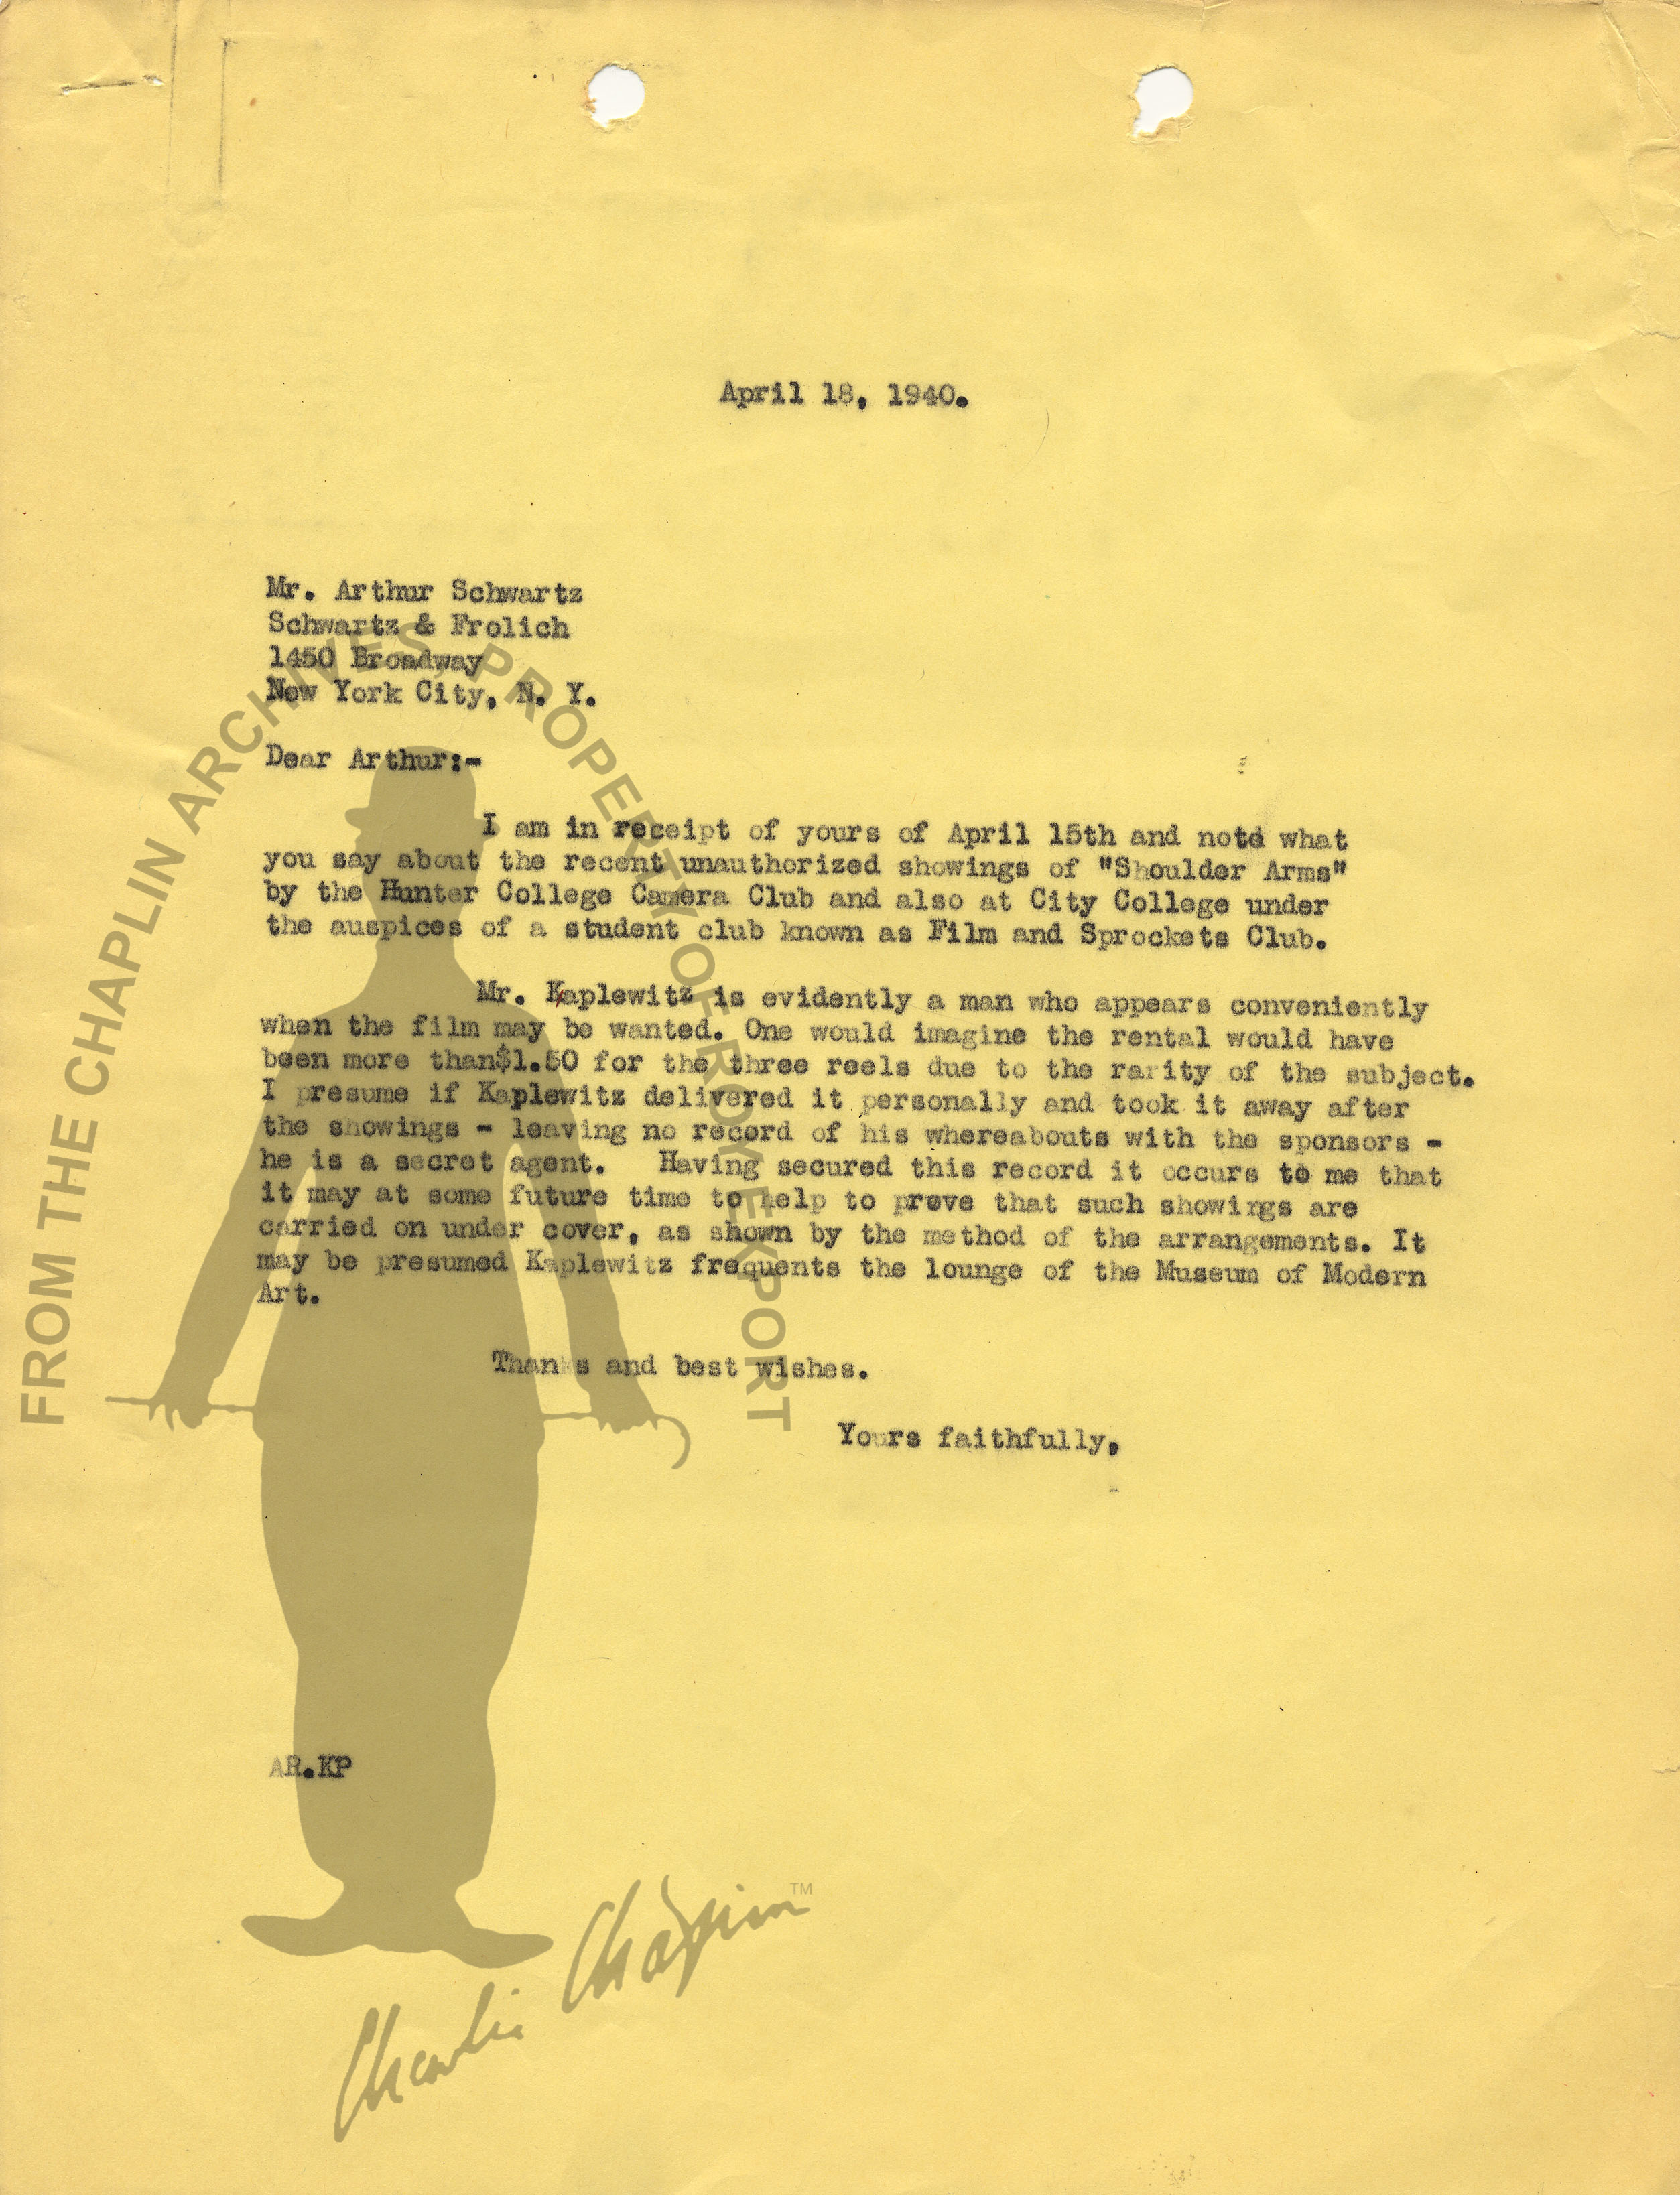 April 18, 1940.
Mr. Arthur Schwartz
Schwartz & Frolich
1450 Broadway
New York City, N. Y.
Dear Arthur:-
I am in receipt of yours of April 15th and note what
you say about the recent unauthorized showings of "Shoulder Arms"
by the Hunter College Camera Club and also at City College under
the auspices of a student club known as Film and Sprockets Club.
Mr. Kaplewitz is evidently a man who appears conveniently
when the film may be wanted. One would imagine the rental would have
been more than$1.50 for the three reels due to the rarity of the subject.
I presume if Kaplewitz delivered it personally and took it away after
the showings - leaving no record of his whereabouts with the sponsors -
he is a secret agent. Having secured this record it occurs to me that
it may at some future time to help to prove that such showings are
carried on under cover, as shown by the method of the arrangements. It
may be presumed Kaplewitz frequents the lounge of the Museum of Modern
Art.
Thanks and best wishes.
Yours faithfully,
AR.KP
FROM THE CHAPLIN ARCHIVES, PROPERTY OF ROY EXPORT
Charlie Chaplin TM